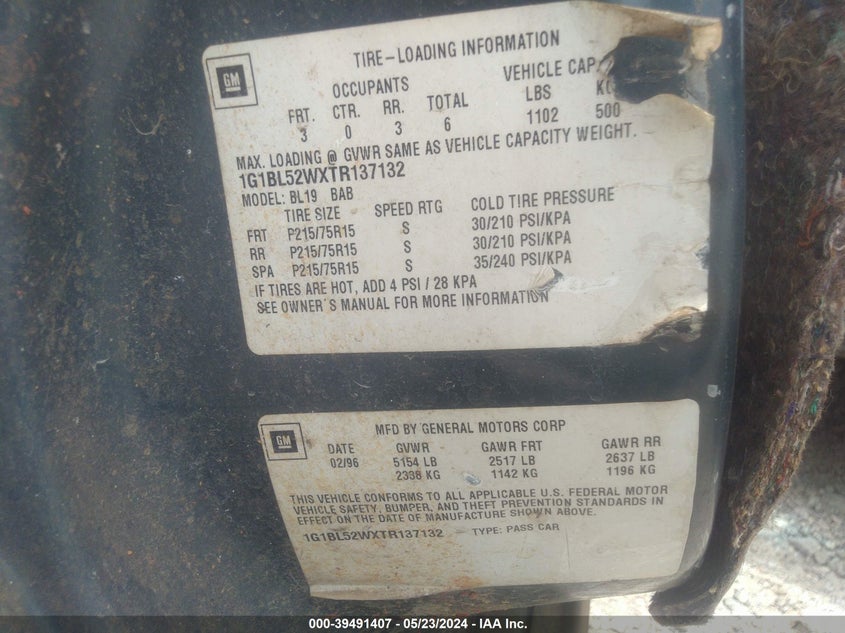 GM
TIRE-LOADING INFORMATION
OCCUPANTS VEHICLE CAP.
FRT. CTR. RR. TOTAL LBS
3 0 3 6 1102 500
MAX. LOADING @ GVWR SAME AS VEHICLE CAPACITY WEIGHT.
1G1BL52WXTR137132
MODEL: BL19 BAB
TIRE SIZE SPEED RTG COLD TIRE PRESSURE
FRT P215/75R15 S 30/210 PSI/KPA
RR P215/75R15 S 30/210 PSI/KPA
SPA P215/75R15 S 35/240 PSI/KPA
IF TIRES ARE HOT, ADD 4 PSI / 28 KPA
SEE OWNER'S MANUAL FOR MORE INFORMATION
GM
MFD BY GENERAL MOTORS CORP
DATE GVWR GAWR FRT GAWR RR
02/96 5154 LB 2517 LB 2637 LB
2338 KG 1142 KG 1196 KG
THIS VEHICLE CONFORMS TO ALL APPLICABLE U.S. FEDERAL MOTOR
VEHICLE SAFETY, BUMPER, AND THEFT PREVENTION STANDARDS IN
EFFECT ON THE DATE OF MANUFACTURE SHOWN ABOVE.
1G1BL52WXTR137132 TYPE: PASS CAR
000-39491407 - 05/23/2024 - IAA Inc.